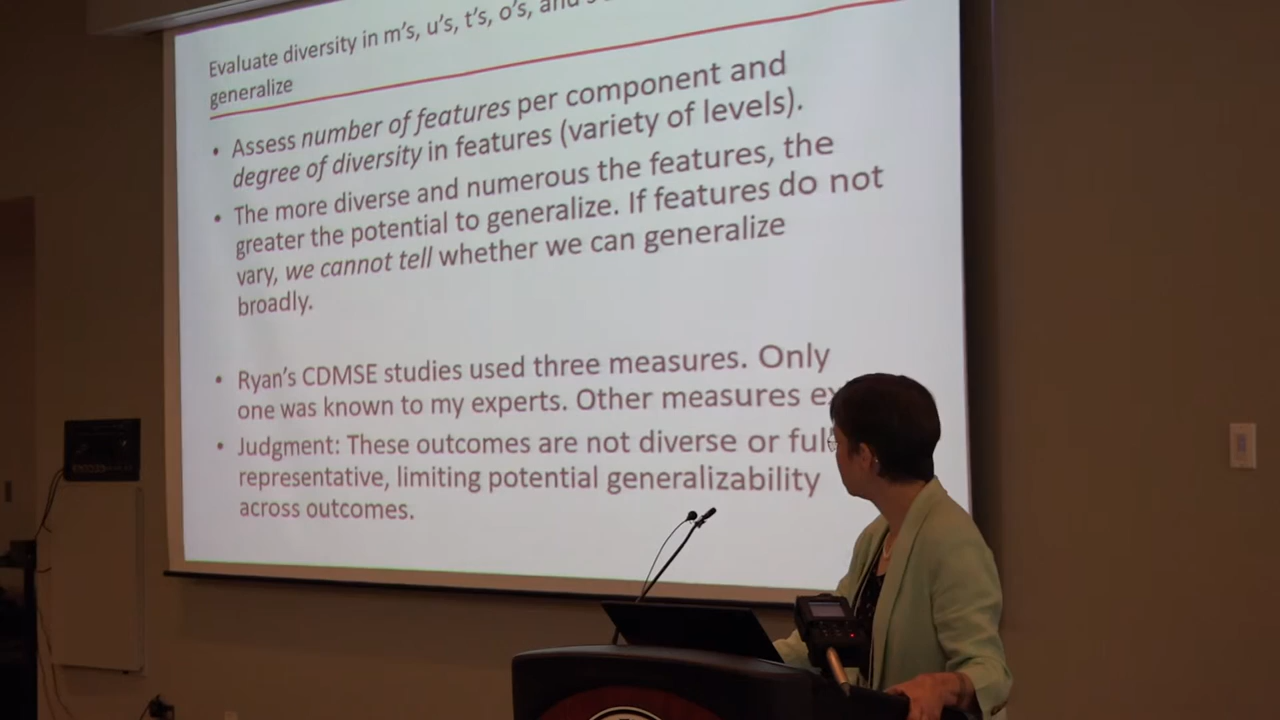 Evaluate diversity in m's, u's, t's, o's, and
generalize
• Assess number of features per component and
degree of diversity in features (variety of levels).
• The more diverse and numerous the features, the
greater the potential to generalize. If features do not
vary, we cannot tell whether we can generalize
broadly.
• Ryan's CDMSE studies used three measures. Only
one was known to my experts. Other measures
• Judgment: These outcomes are not diverse or
representative, limiting potential generalizability
across outcomes.